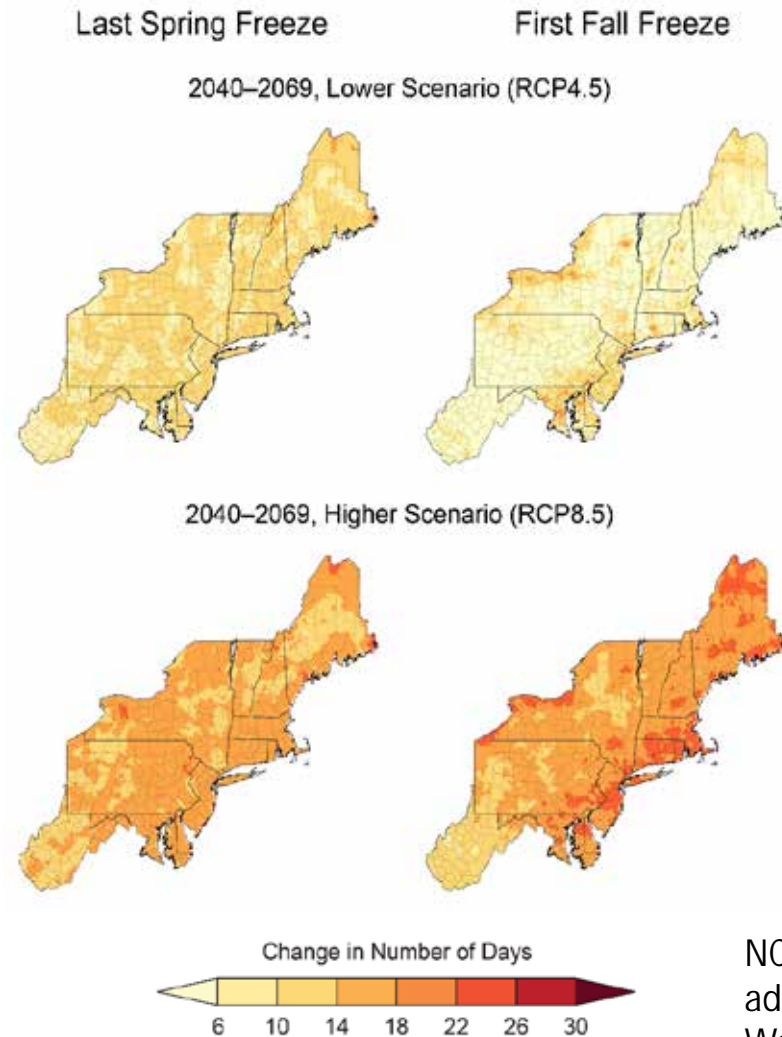 Last Spring Freeze First Fall Freeze
2040–2069, Lower Scenario (RCP4.5)
2040–2069, Higher Scenario (RCP8.5)
Change in Number of Days
6 10 14 18 22 26 30